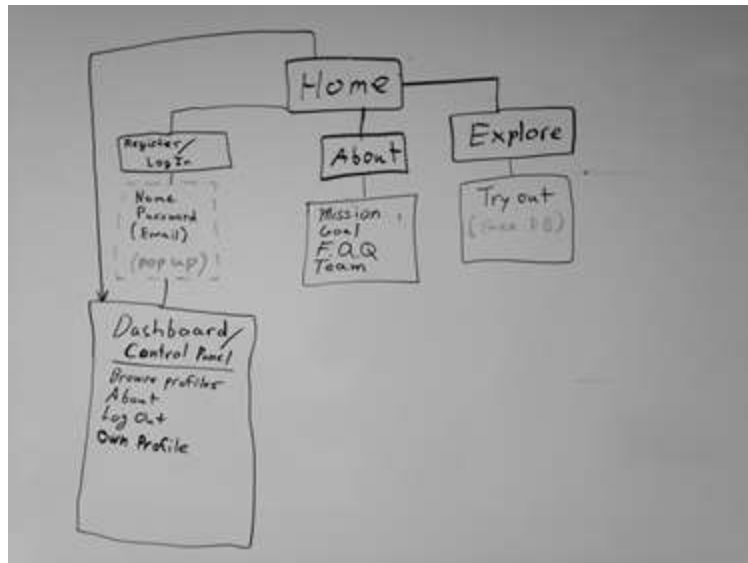 Home
Register/
Log In
About
Explore
Name
Password
(Email)
(pop up)
Mission
Goal
F.A.Q
Team
Try out
Dashboard/
Control Panel
Browse profiles
About
Log Out
Own Profile